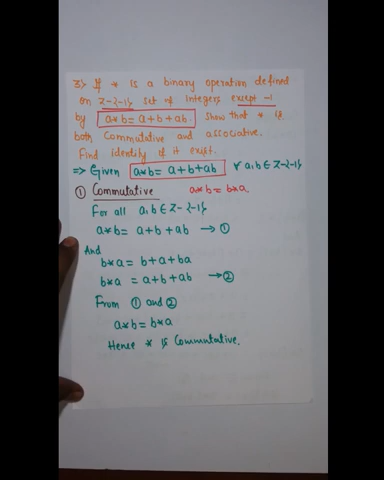 3) If * is a binary operation defined
on Z-{-1} set of Integers except -1
by a*b = a+b+ab. Show that * is
both Commutative and associative.
Find identity if it exist.
=> Given a*b = a+b+ab ∀ a,b ∈ Z-{-1}
① Commutative a*b = b*a.
For all a,b ∈ Z-{-1}
a*b = a+b+ab → ①
And
b*a = b+a+ba
b*a = a+b+ab → ②
From ① and ②
a*b = b*a
Hence * is Commutative.